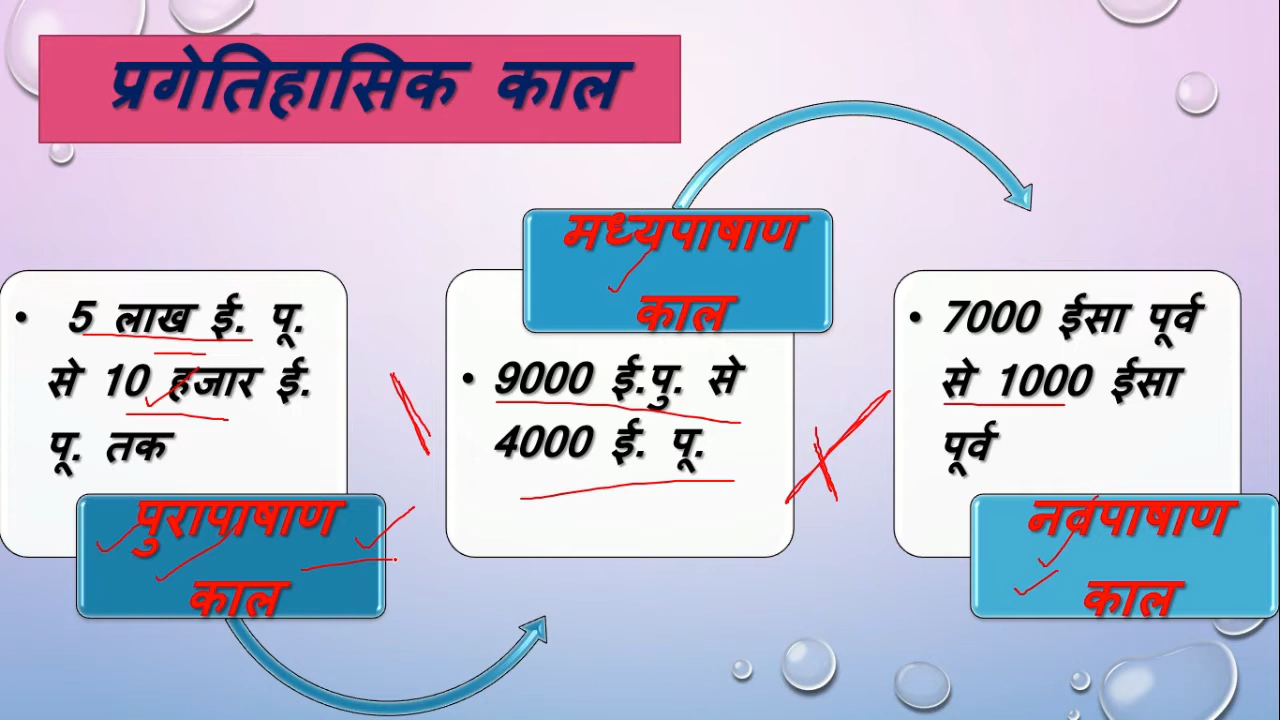 प्रगेतिहासिक काल
• 5 लाख ई. पू.
से 10 हजार ई.
पू. तक
पुरापाषाण
काल
मध्यपाषाण
काल
• 9000 ई.पु. से
4000 ई. पू.
• 7000 ईसा पूर्व
से 1000 ईसा
पूर्व
नवपाषाण
काल